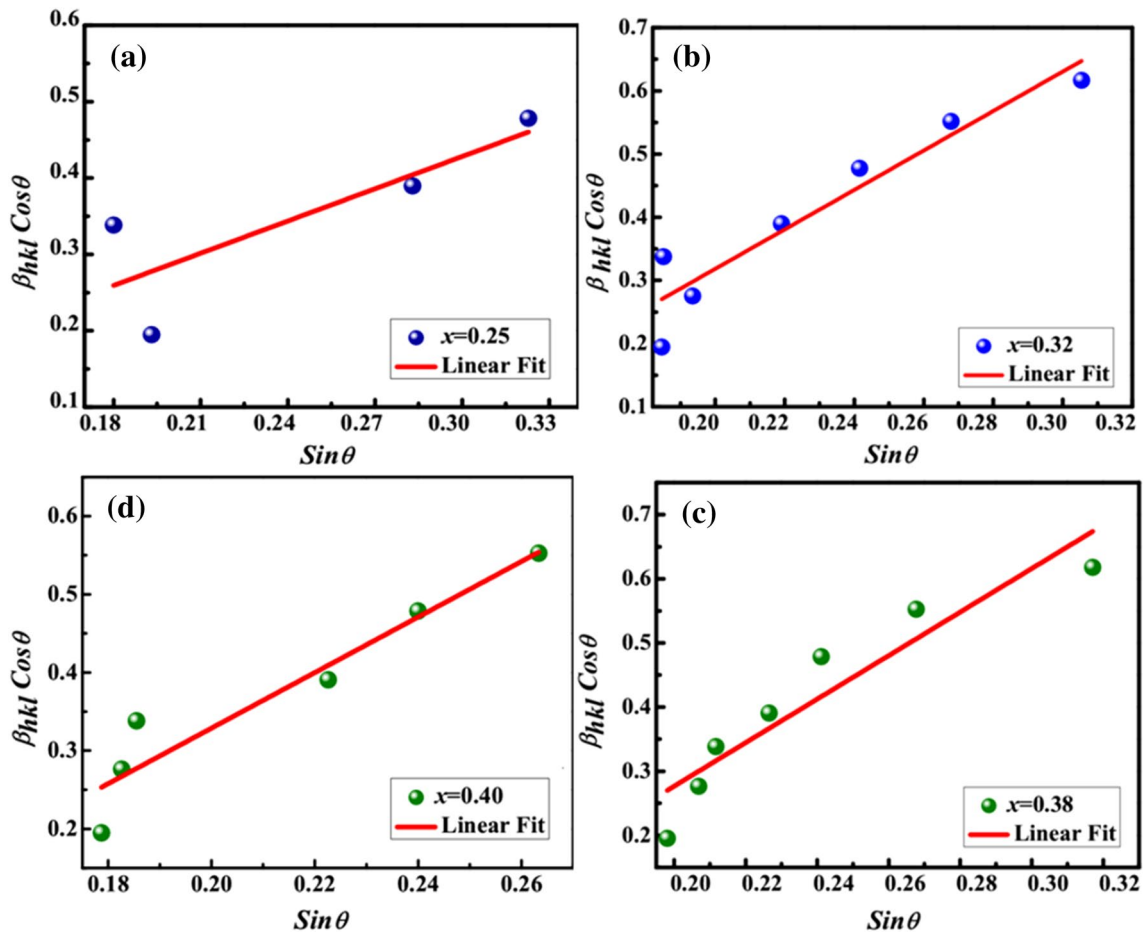 (a)
0.6
0.5
0.4
0.3
0.2
0.1
βhkl Cosθ
x=0.25
Linear Fit
0.18 0.21 0.24 0.27 0.30 0.33
Sinθ
(b)
0.7
0.6
0.5
0.4
0.3
0.2
0.1
β hkl Cosθ
x=0.32
Linear Fit
0.20 0.22 0.24 0.26 0.28 0.30 0.32
Sinθ
(d)
0.6
0.5
0.4
0.3
0.2
βhkl Cosθ
x=0.40
Linear Fit
0.18 0.20 0.22 0.24 0.26
Sinθ
(c)
0.7
0.6
0.5
0.4
0.3
0.2
βhkl Cosθ
x=0.38
Linear Fit
0.20 0.22 0.24 0.26 0.28 0.30 0.32
Sinθ